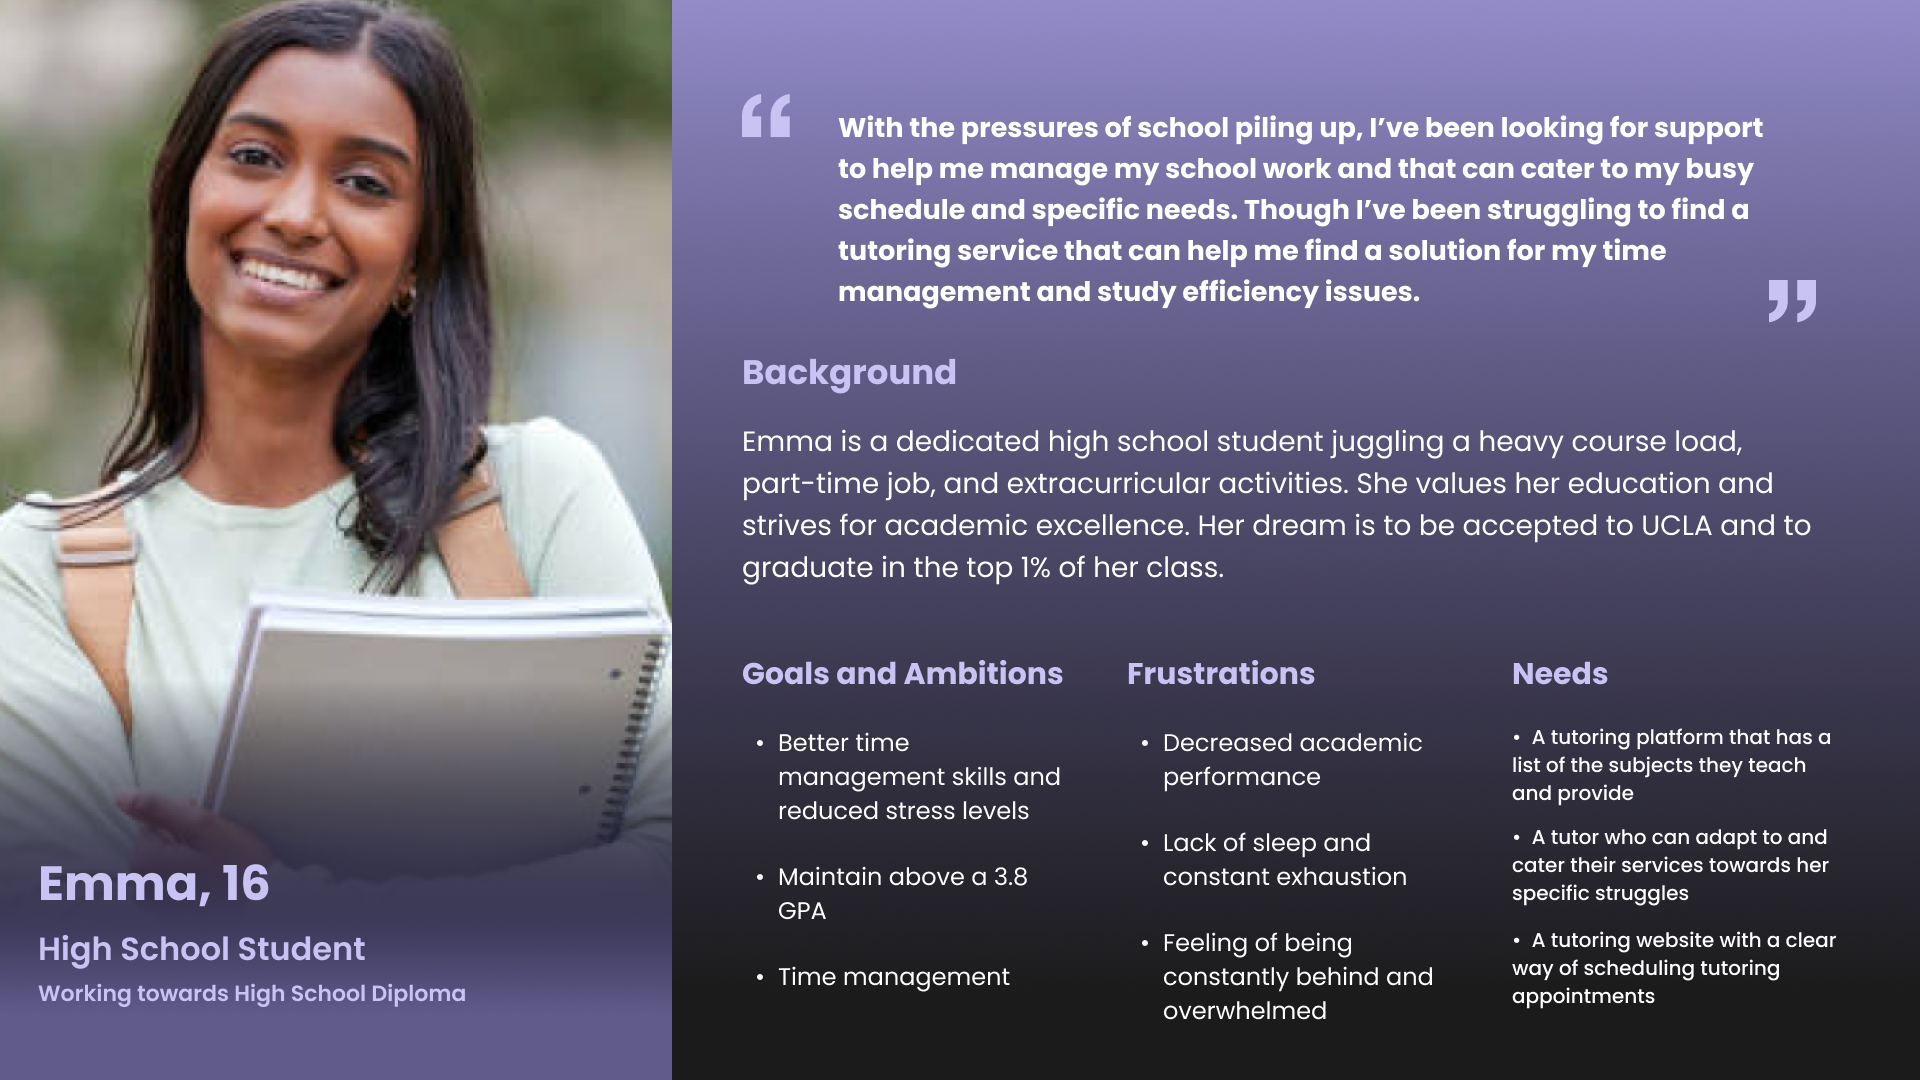 “
With the pressures of school piling up, I’ve been looking for support
to help me manage my school work and that can cater to my busy
schedule and specific needs. Though I’ve been struggling to find a
tutoring service that can help me find a solution for my time
management and study efficiency issues.
”
Background
Emma is a dedicated high school student juggling a heavy course load,
part-time job, and extracurricular activities. She values her education and
strives for academic excellence. Her dream is to be accepted to UCLA and to
graduate in the top 1% of her class.
Goals and Ambitions
• Better time
management skills and
reduced stress levels
• Maintain above a 3.8
GPA
• Time management
Frustrations
• Decreased academic
performance
• Lack of sleep and
constant exhaustion
• Feeling of being
constantly behind and
overwhelmed
Needs
• A tutoring platform that has a
list of the subjects they teach
and provide
• A tutor who can adapt to and
cater their services towards her
specific struggles
• A tutoring website with a clear
way of scheduling tutoring
appointments
Emma, 16
High School Student
Working towards High School Diploma